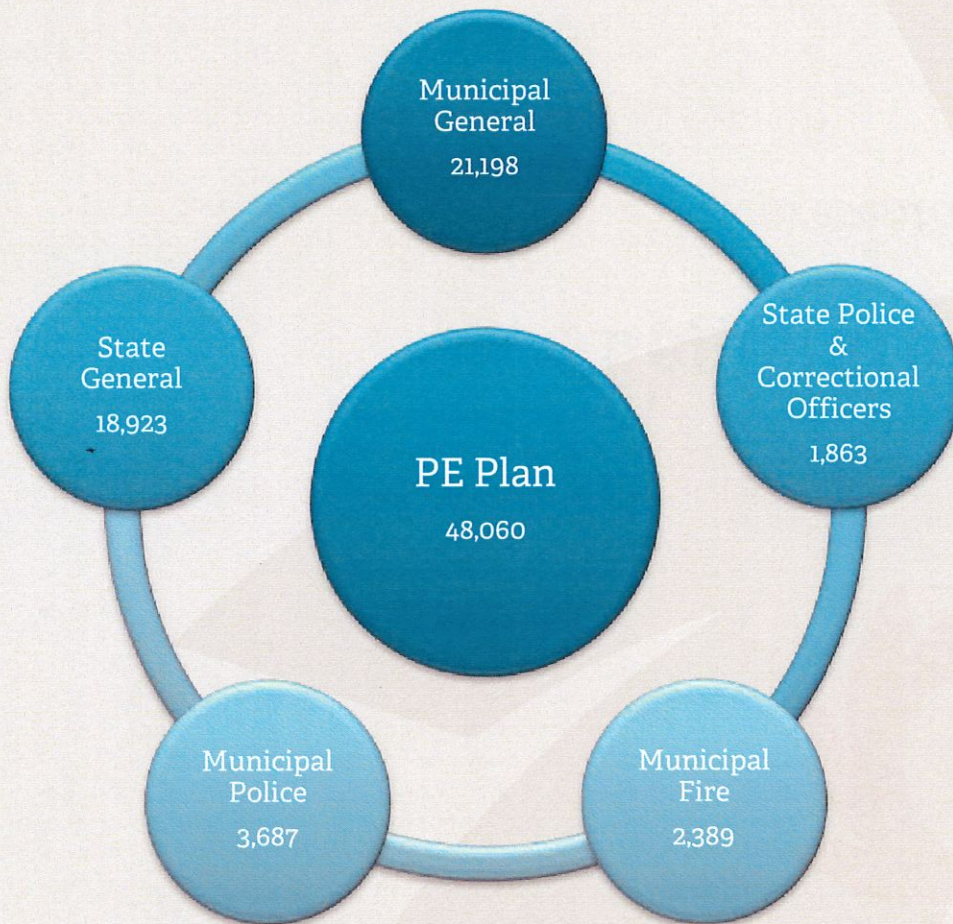 Municipal
General
21,198
State Police
&
Correctional
Officers
1,863
Municipal
Fire
2,389
Municipal
Police
3,687
State
General
18,923
PE Plan
48,060